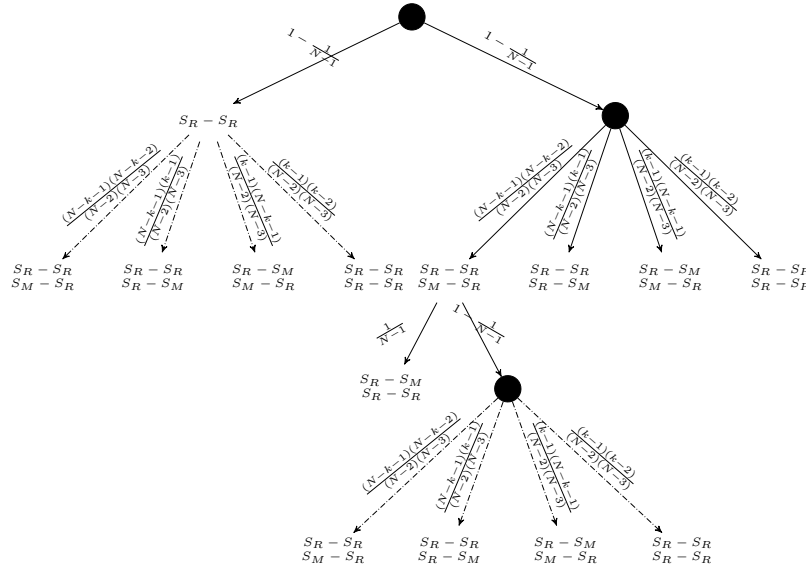 1 − 1/(N−1)
1 − 1/(N−1)
S_R − S_R
(N−k−1)(N−k−2)/(N−2)(N−3)
(N−k−1)(k−1)/(N−2)(N−3)
(k−1)(N−k−1)/(N−2)(N−3)
(k−1)(k−2)/(N−2)(N−3)
(N−k−1)(N−k−2)/(N−2)(N−3)
(N−k−1)(k−1)/(N−2)(N−3)
(k−1)(N−k−1)/(N−2)(N−3)
(k−1)(k−2)/(N−2)(N−3)
S_R − S_R
S_M − S_R
S_R − S_R
S_R − S_M
S_R − S_M
S_M − S_R
S_R − S_R
S_R − S_R
S_R − S_R
S_M − S_R
S_R − S_R
S_R − S_M
S_R − S_M
S_M − S_R
S_R − S_R
S_R − S_R
1/(N−1)
1 − 1/(N−1)
S_R − S_M
S_R − S_R
(N−k−1)(N−k−2)/(N−2)(N−3)
(N−k−1)(k−1)/(N−2)(N−3)
(k−1)(N−k−1)/(N−2)(N−3)
(k−1)(k−2)/(N−2)(N−3)
S_R − S_R
S_M − S_R
S_R − S_R
S_R − S_M
S_R − S_M
S_M − S_R
S_R − S_R
S_R − S_R